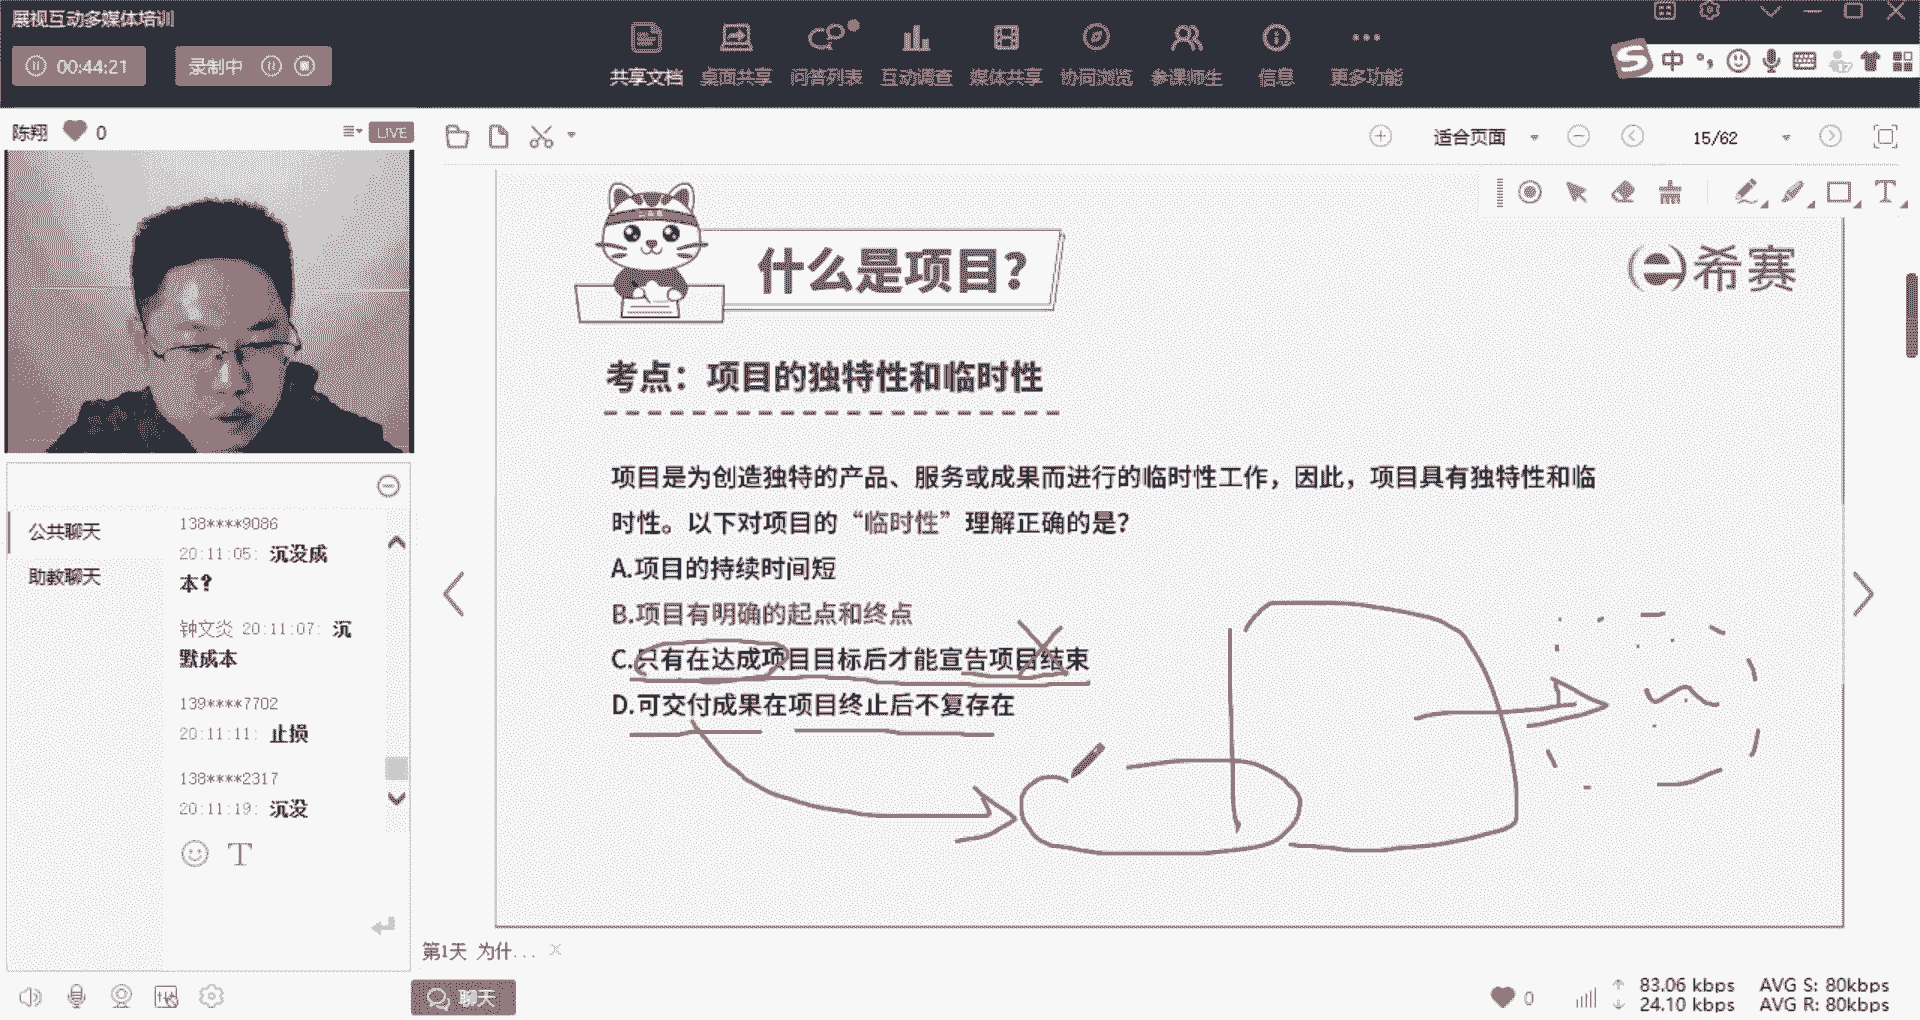 展视互动多媒体培训
00:44:21
录制中
共享文档 桌面共享 问答列表 互动调查 媒体共享 协同浏览 参课师生 信息 更多功能
中
陈翔 0
LIVE
适合页面
15/62
T
什么是项目？
希赛
考点：项目的独特性和临时性
项目是为创造独特的产品、服务或成果而进行的临时性工作，因此，项目具有独特性和临
时性。以下对项目的“临时性”理解正确的是？
A.项目的持续时间短
B.项目有明确的起点和终点
C.只有在达成项目目标后才能宣告项目结束
D.可交付成果在项目终止后不复存在
公共聊天
助教聊天
138****9086
20:11:05: 沉没成
本？
钟文炎 20:11:07: 沉
默成本
139****7702
20:11:11: 止损
138****2317
20:11:19: 沉没
T
第1天 为什...
聊天
0
83.06 kbps AVG S: 80kbps
24.10 kbps AVG R: 80kbps